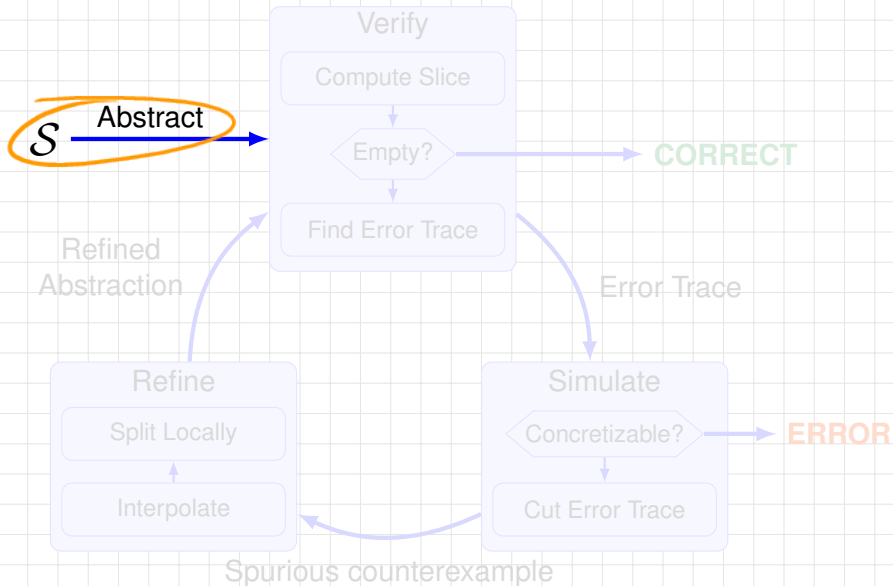 Verify
Compute Slice
Abstract
S
Empty?
CORRECT
Find Error Trace
Refined
Abstraction
Error Trace
Refine
Simulate
Split Locally
Concretizable?
ERROR
Interpolate
Cut Error Trace
Spurious counterexample